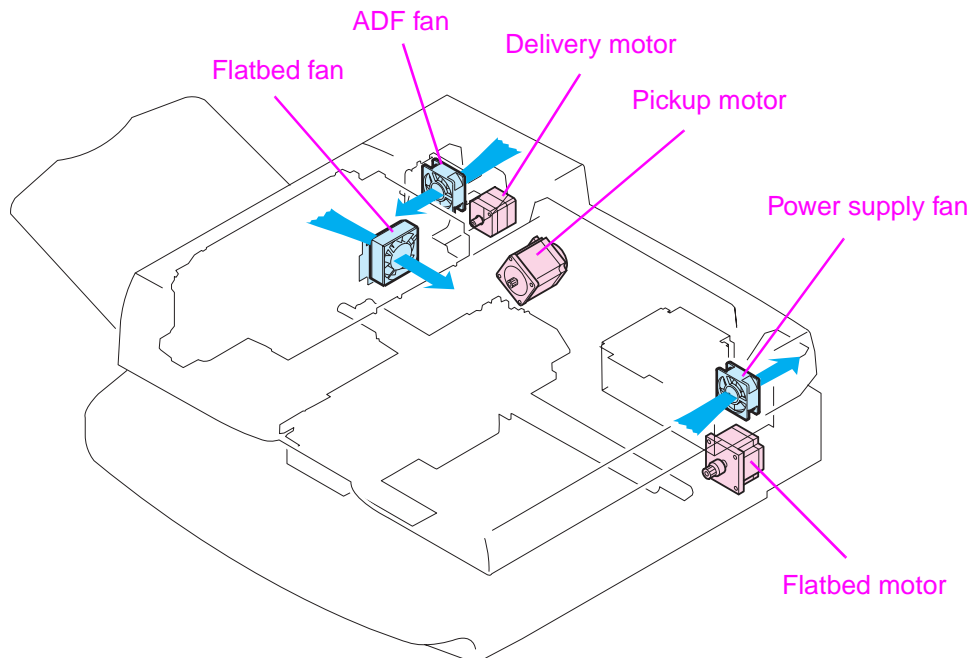 ADF fan
Delivery motor
Flatbed fan
Pickup motor
Power supply fan
Flatbed motor